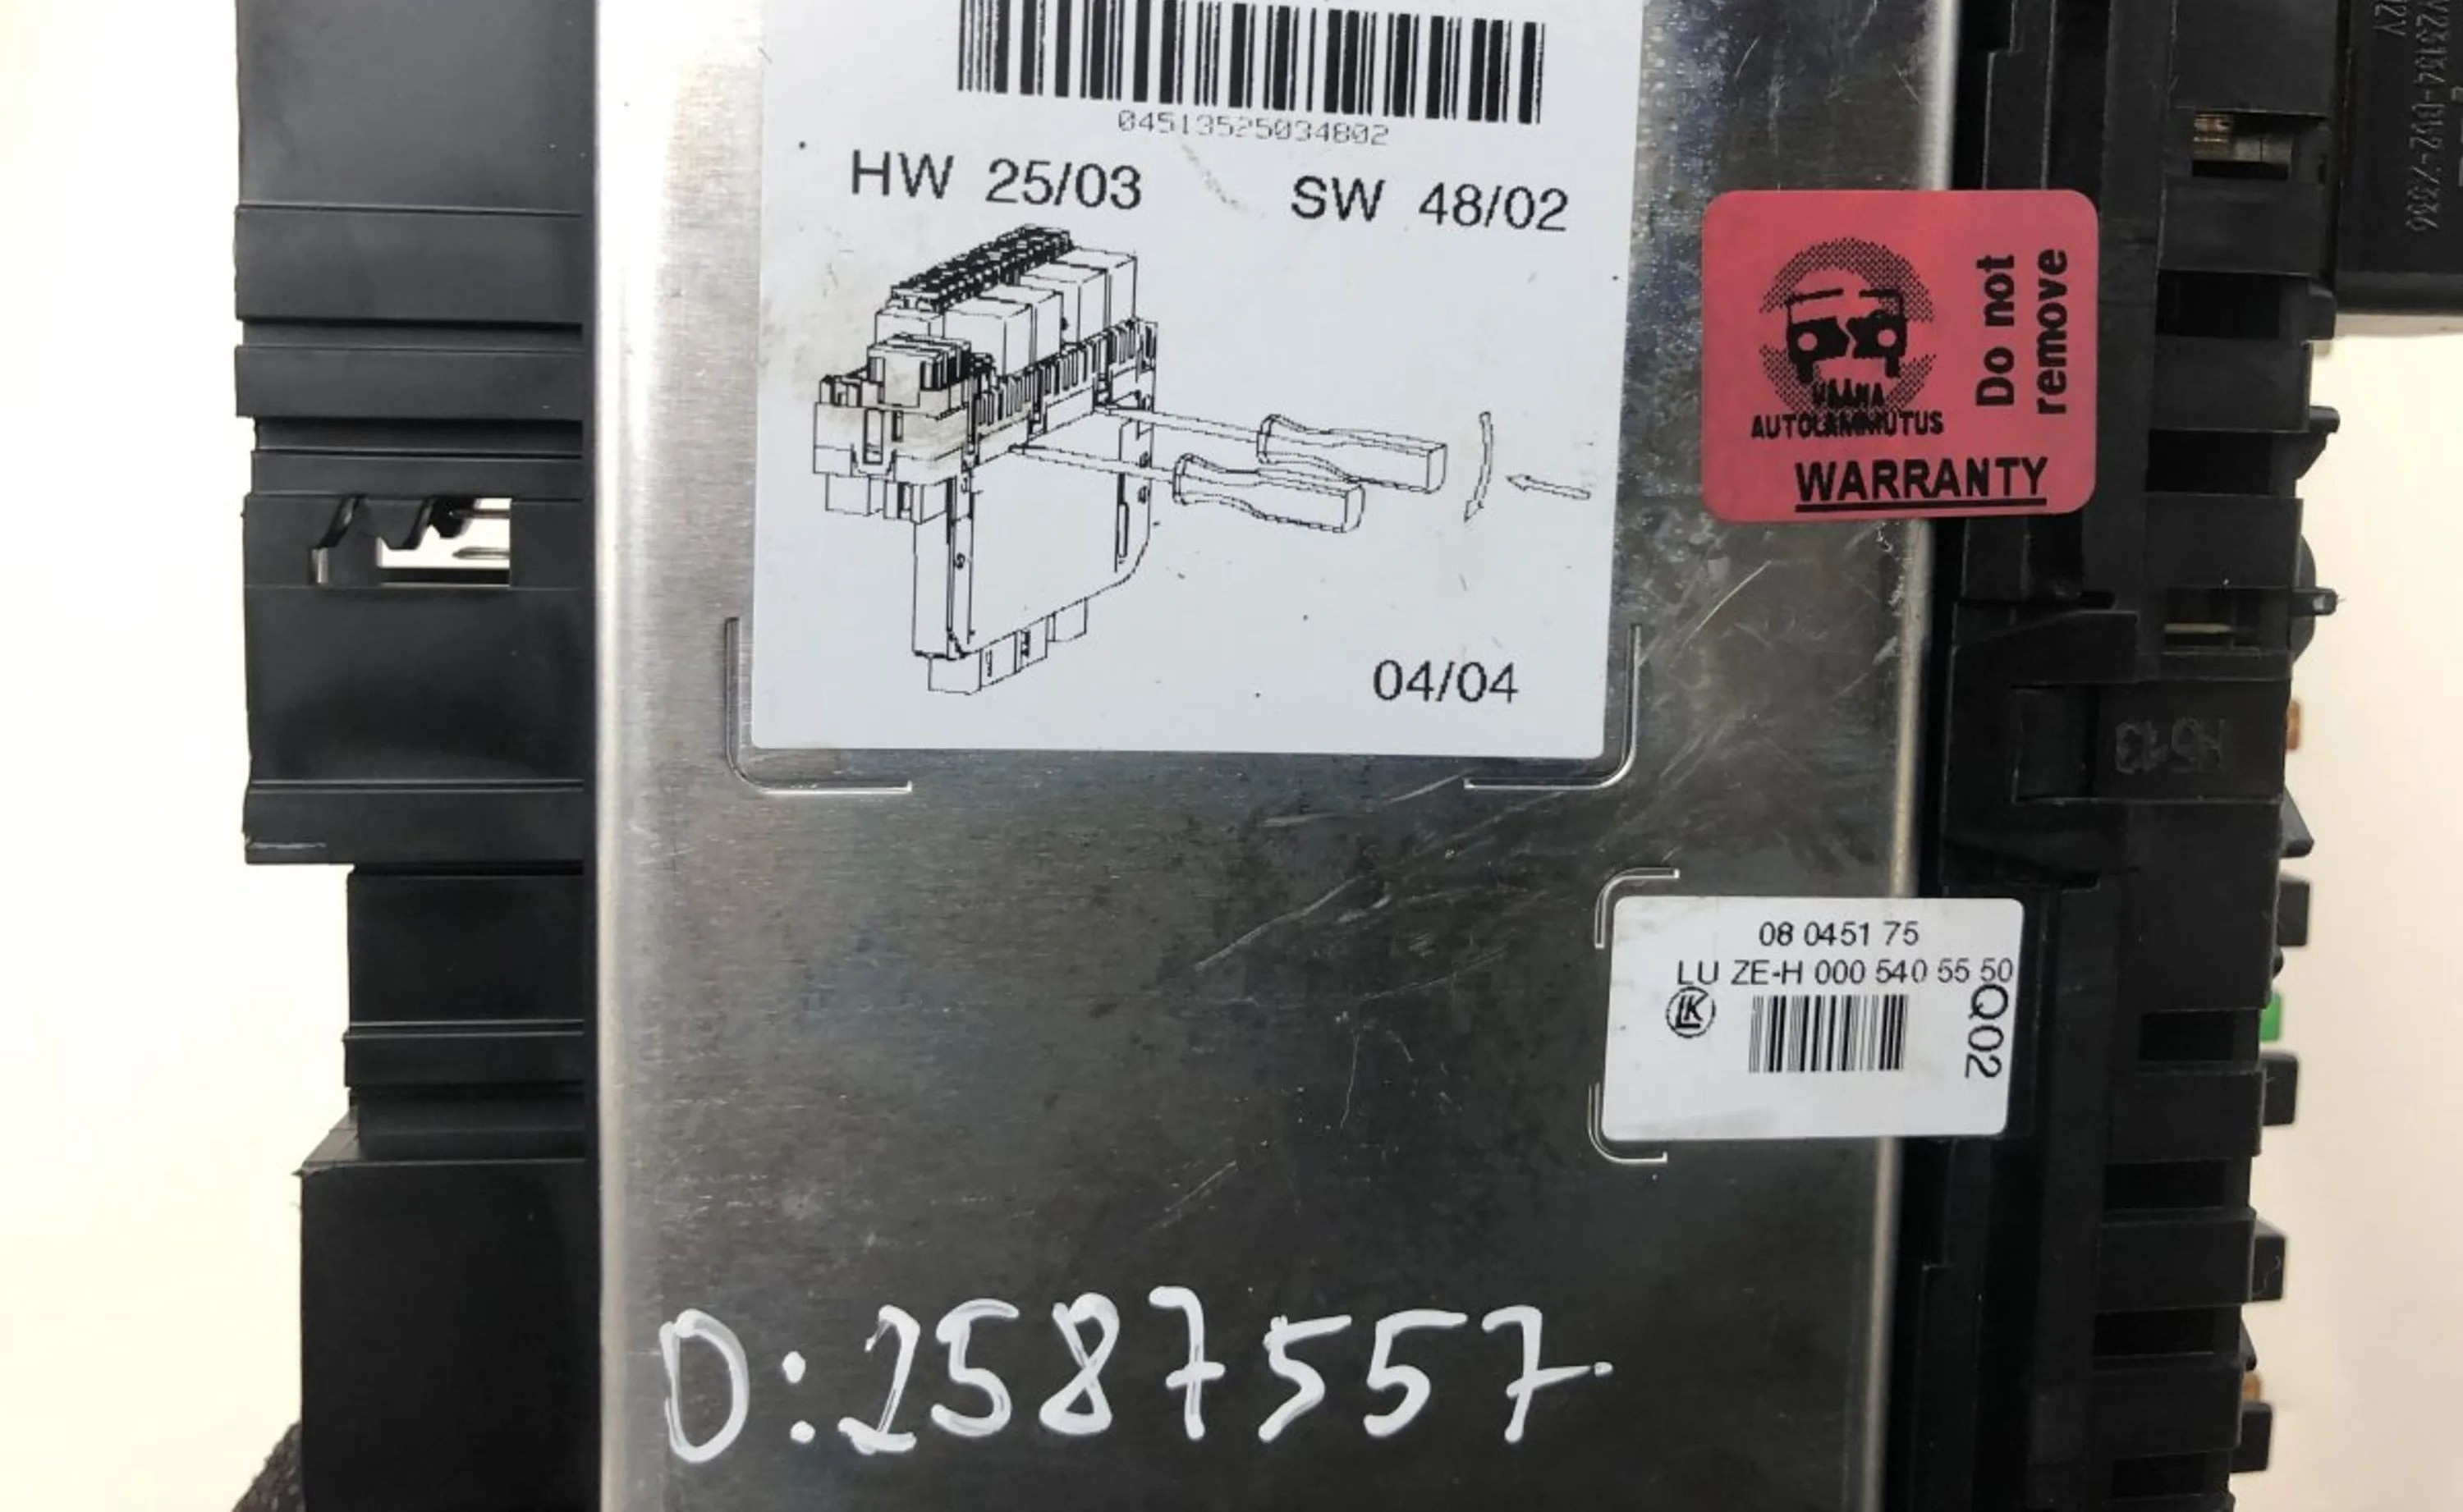 04513525034802
HW 25/03
SW 48/02
04/04
Do not
remove
AUTOLAMMUTUS
WARRANTY
08 0451 75
LU ZE-H 000 540 55 50
LK
Q02
D:2587557